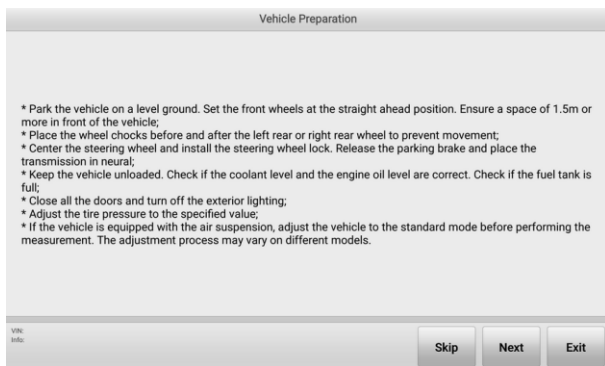 Vehicle Preparation
* Park the vehicle on a level ground. Set the front wheels at the straight ahead position. Ensure a space of 1.5m or
more in front of the vehicle;
* Place the wheel chocks before and after the left rear or right rear wheel to prevent movement;
* Center the steering wheel and install the steering wheel lock. Release the parking brake and place the
transmission in neural;
* Keep the vehicle unloaded. Check if the coolant level and the engine oil level are correct. Check if the fuel tank is
full;
* Close all the doors and turn off the exterior lighting;
* Adjust the tire pressure to the specified value;
* If the vehicle is equipped with the air suspension, adjust the vehicle to the standard mode before performing the
measurement. The adjustment process may vary on different models.
VIN:
Info:
Skip Next Exit